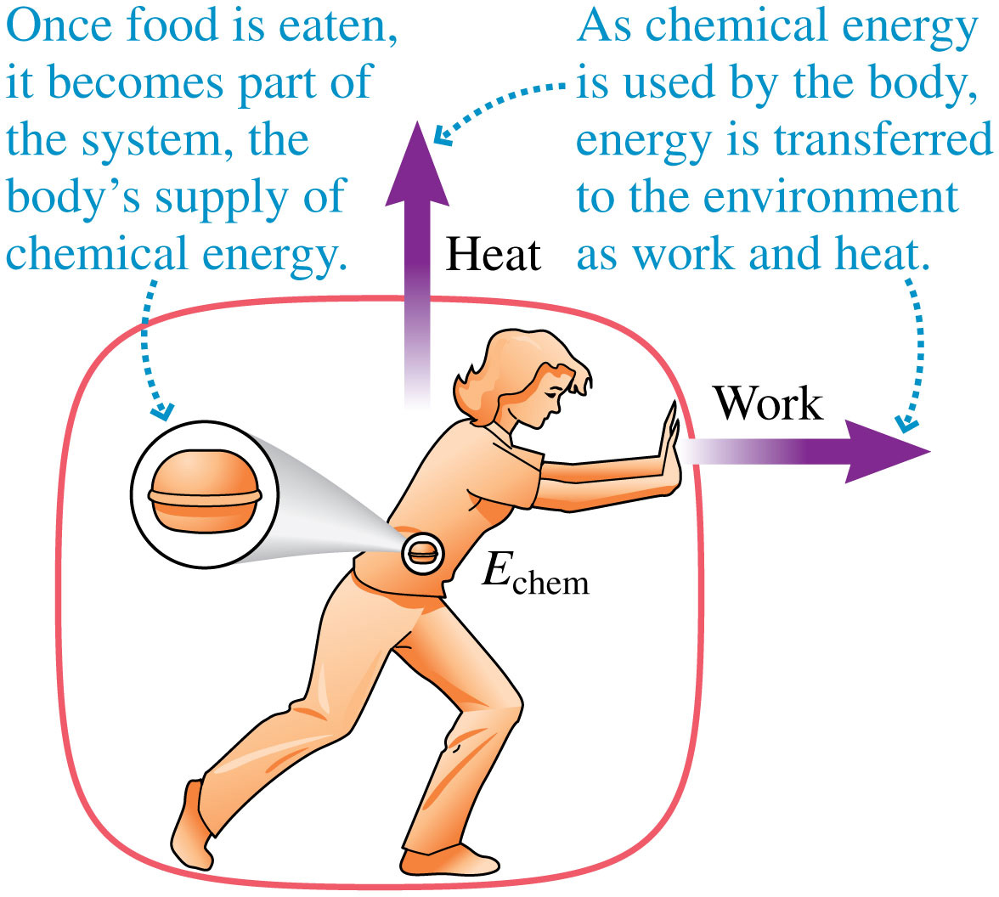 Once food is eaten,
it becomes part of
the system, the
body’s supply of
chemical energy.
As chemical energy
is used by the body,
energy is transferred
to the environment
as work and heat.
Heat
Work
Echem